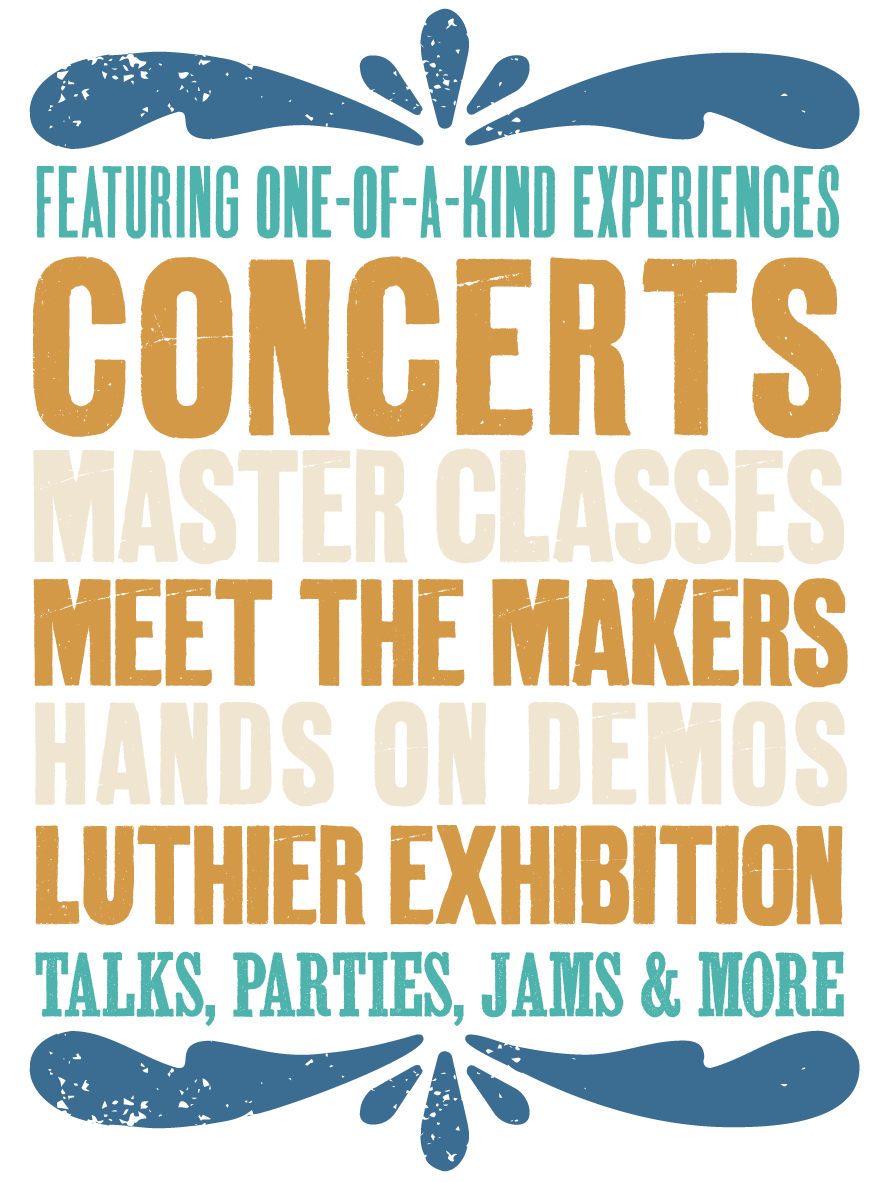 FEATURING ONE-OF-A-KIND EXPERIENCES
CONCERTS
MASTER CLASSES
MEET THE MAKERS
HANDS ON DEMOS
LUTHIER EXHIBITION
TALKS, PARTIES, JAMS & MORE